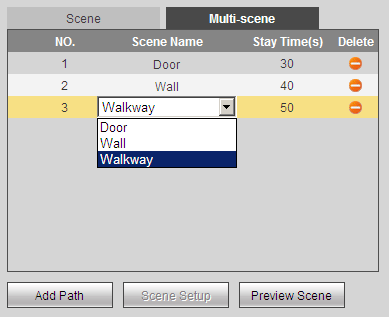 Scene Multi-scene
NO. Scene Name Stay Time(s) Delete
1 Door 30
2 Wall 40
3 Walkway 50
Door
Wall
Walkway
Add Path Scene Setup Preview Scene